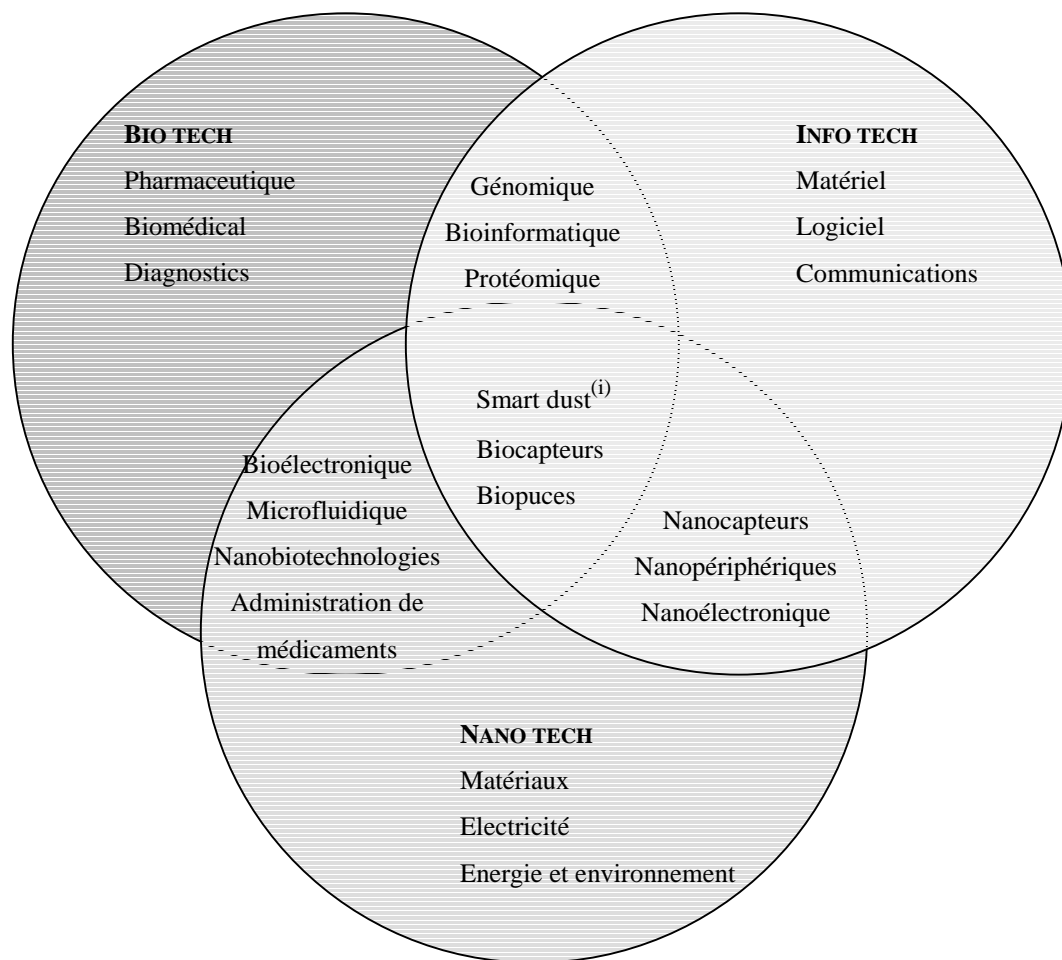 BIO TECH
Pharmaceutique
Biomédical
Diagnostics
INFO TECH
Matériel
Logiciel
Communications
Génomique
Bioinformatique
Protéomique
Smart dust(i)
Biocapteurs
Biopuces
Bioélectronique
Microfluidique
Nanobiotechnologies
Administration de
médicaments
Nanocapteurs
Nanopériphériques
Nanoélectronique
NANO TECH
Matériaux
Electricité
Energie et environnement